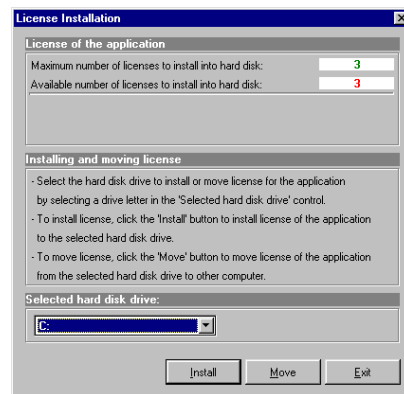 License Installation
License of the application
Maximum number of licenses to install into hard disk: 3
Available number of licenses to install into hard disk: 3
Installing and moving license
- Select the hard disk drive to install or move license for the application
by selecting a drive letter in the 'Selected hard disk drive' control.
- To install license, click the 'Install' button to install license of the application
to the selected hard disk drive.
- To move license, click the 'Move' button to move license of the application
from the selected hard disk drive to other computer.
Selected hard disk drive:
C:
Install Move Exit